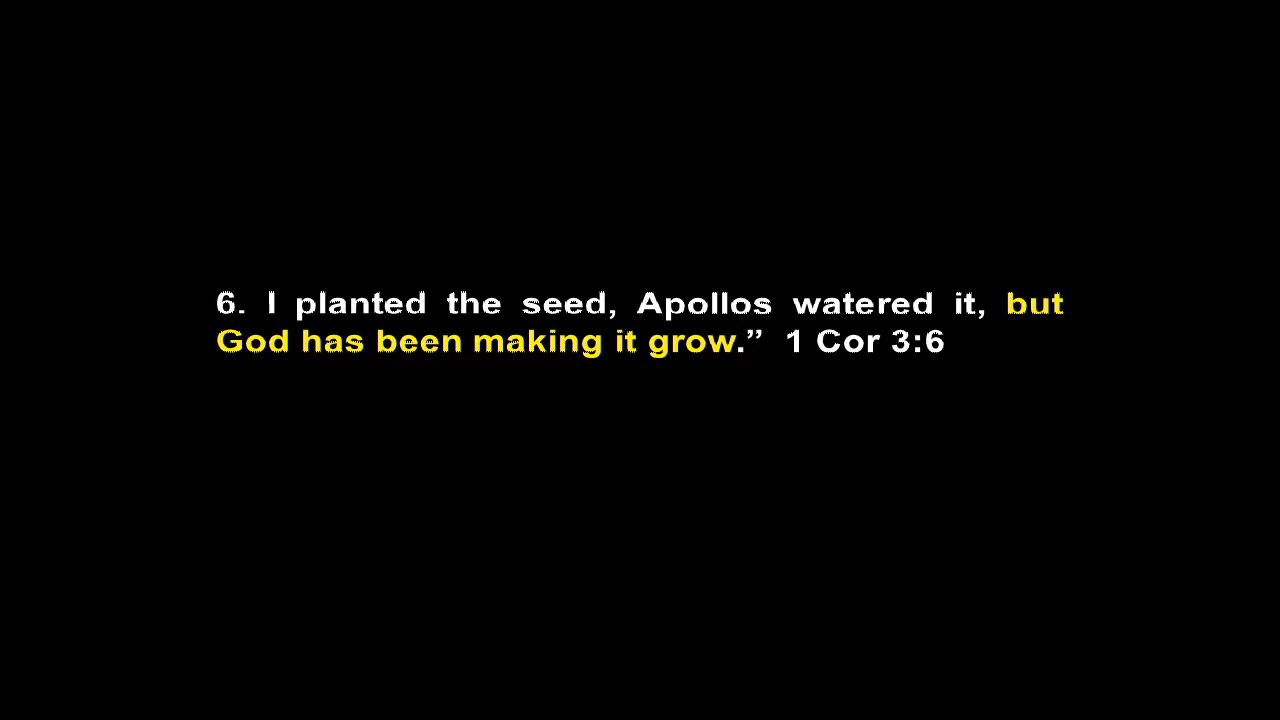 6. I planted the seed, Apollos watered it, but
God has been making it grow.” 1 Cor 3:6